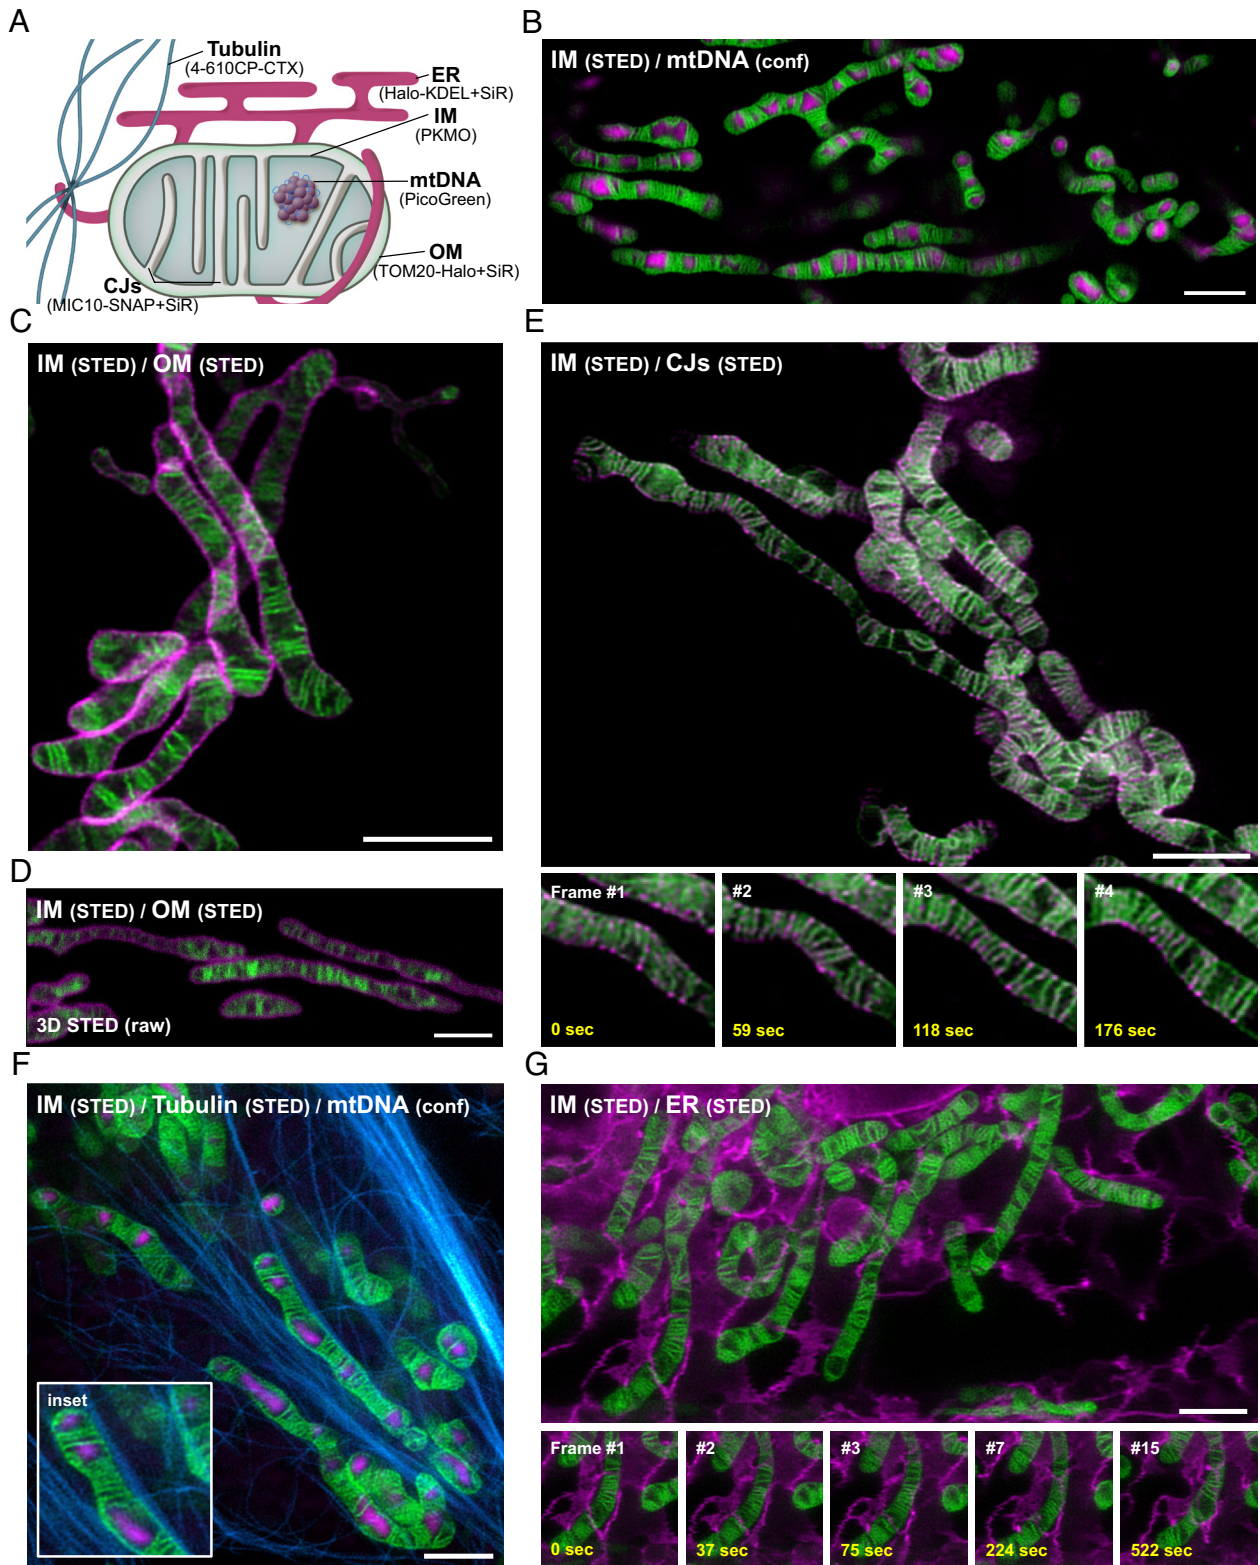 A
Tubulin
(4-610CP-CTX)
ER
(Halo-KDEL+SiR)
IM
(PKMO)
mtDNA
(PicoGreen)
OM
(TOM20-Halo+SiR)
CJs
(MIC10-SNAP+SiR)
B
IM (STED) / mtDNA (conf)
C
IM (STED) / OM (STED)
D
IM (STED) / OM (STED)
3D STED (raw)
E
IM (STED) / CJs (STED)
Frame #1
#2
#3
#4
0 sec
59 sec
118 sec
176 sec
F
IM (STED) / Tubulin (STED) / mtDNA (conf)
inset
G
IM (STED) / ER (STED)
Frame #1
#2
#3
#7
#15
0 sec
37 sec
75 sec
224 sec
522 sec